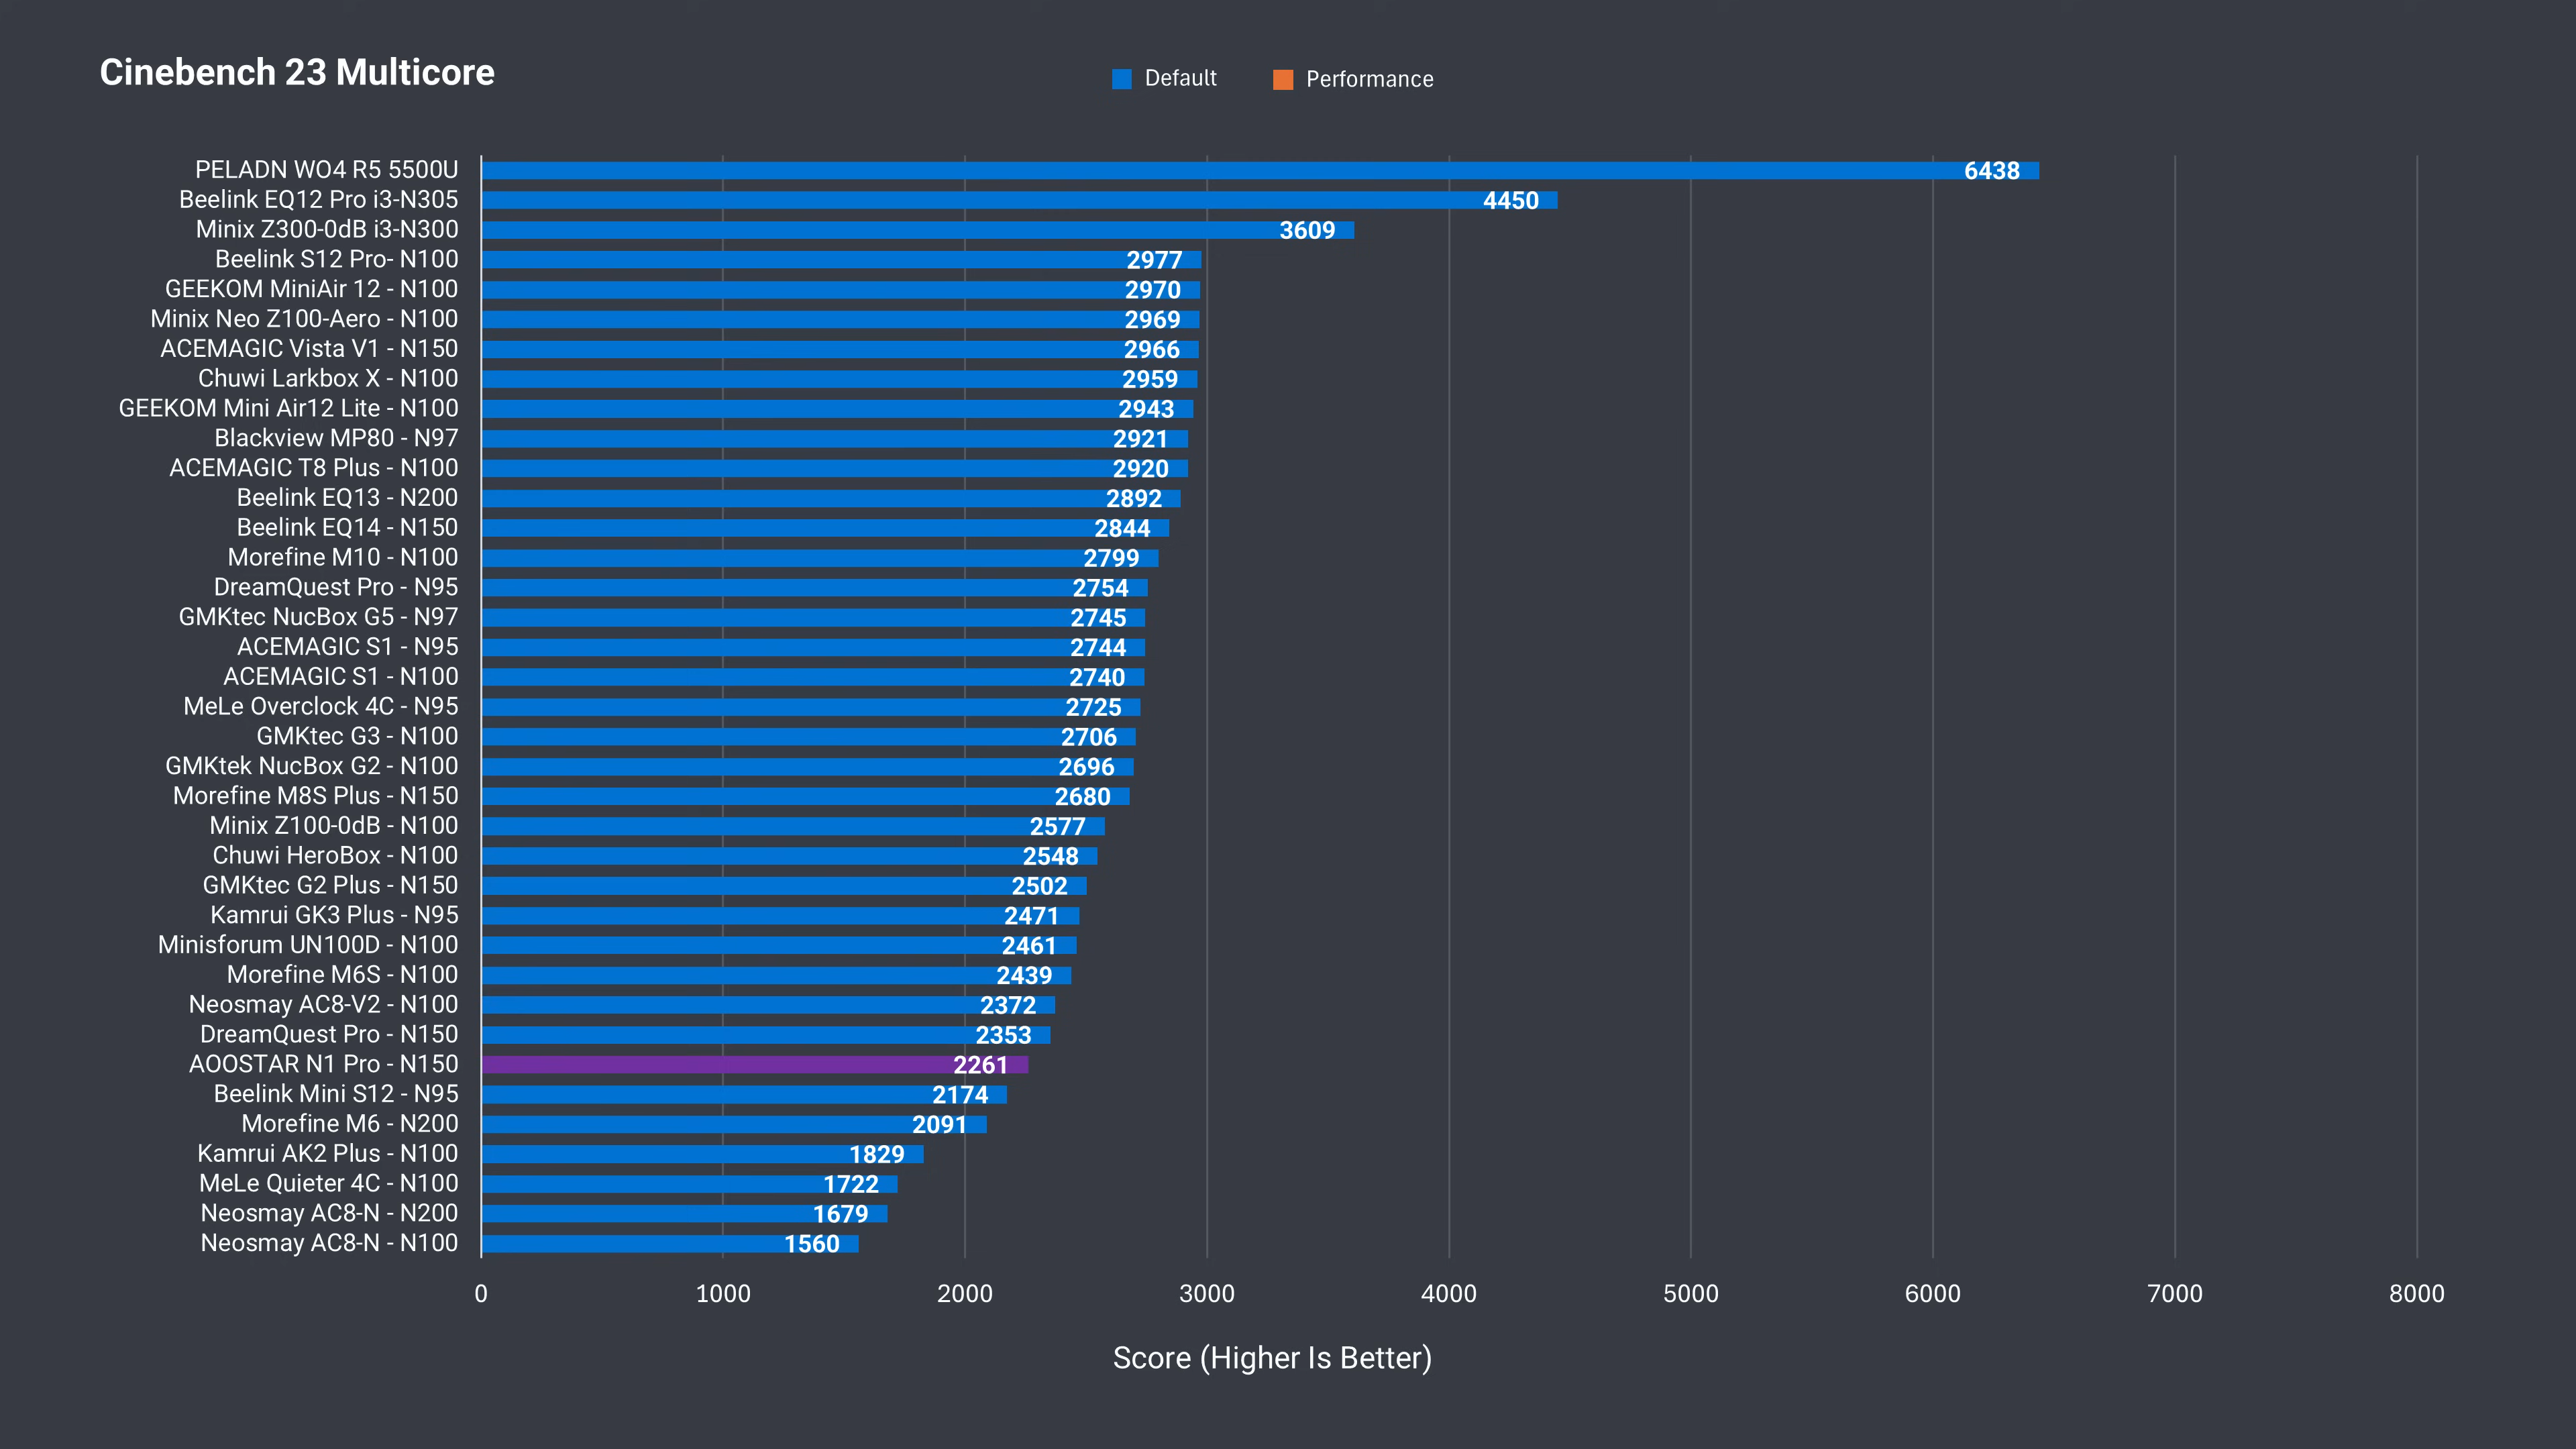 Cinebench 23 Multicore
Default
Performance
PELADN WO4 R5 5500U 6438
Beelink EQ12 Pro i3-N305 4450
Minix Z300-0dB i3-N300 3609
Beelink S12 Pro- N100 2977
GEEKOM MiniAir 12 - N100 2970
Minix Neo Z100-Aero - N100 2969
ACEMAGIC Vista V1 - N150 2966
Chuwi Larkbox X - N100 2959
GEEKOM Mini Air12 Lite - N100 2943
Blackview MP80 - N97 2921
ACEMAGIC T8 Plus - N100 2920
Beelink EQ13 - N200 2892
Beelink EQ14 - N150 2844
Morefine M10 - N100 2799
DreamQuest Pro - N95 2754
GMKtec NucBox G5 - N97 2745
ACEMAGIC S1 - N95 2744
ACEMAGIC S1 - N100 2740
MeLe Overclock 4C - N95 2725
GMKtec G3 - N100 2706
GMKtek NucBox G2 - N100 2696
Morefine M8S Plus - N150 2680
Minix Z100-0dB - N100 2577
Chuwi HeroBox - N100 2548
GMKtec G2 Plus - N150 2502
Kamrui GK3 Plus - N95 2471
Minisforum UN100D - N100 2461
Morefine M6S - N100 2439
Neosmay AC8-V2 - N100 2372
DreamQuest Pro - N150 2353
AOOSTAR N1 Pro - N150 2261
Beelink Mini S12 - N95 2174
Morefine M6 - N200 2091
Kamrui AK2 Plus - N100 1829
MeLe Quieter 4C - N100 1722
Neosmay AC8-N - N200 1679
Neosmay AC8-N - N100 1560
0 1000 2000 3000 4000 5000 6000 7000 8000
Score (Higher Is Better)